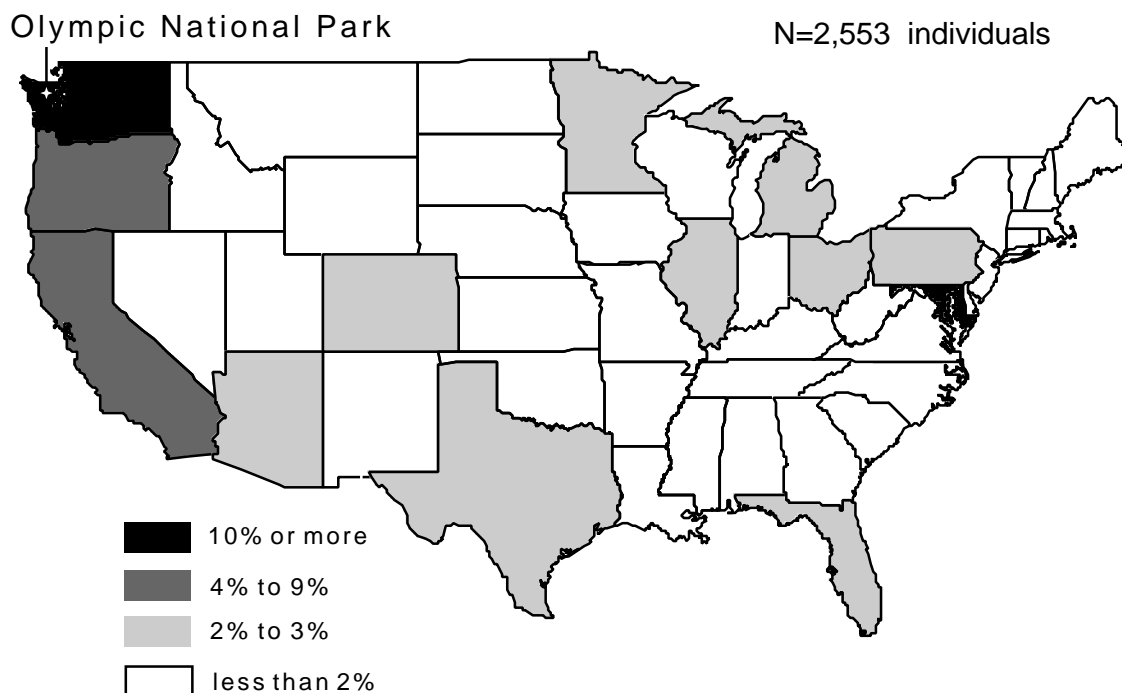 Olympic National Park
N=2,553 individuals
10% or more
4% to 9%
2% to 3%
less than 2%